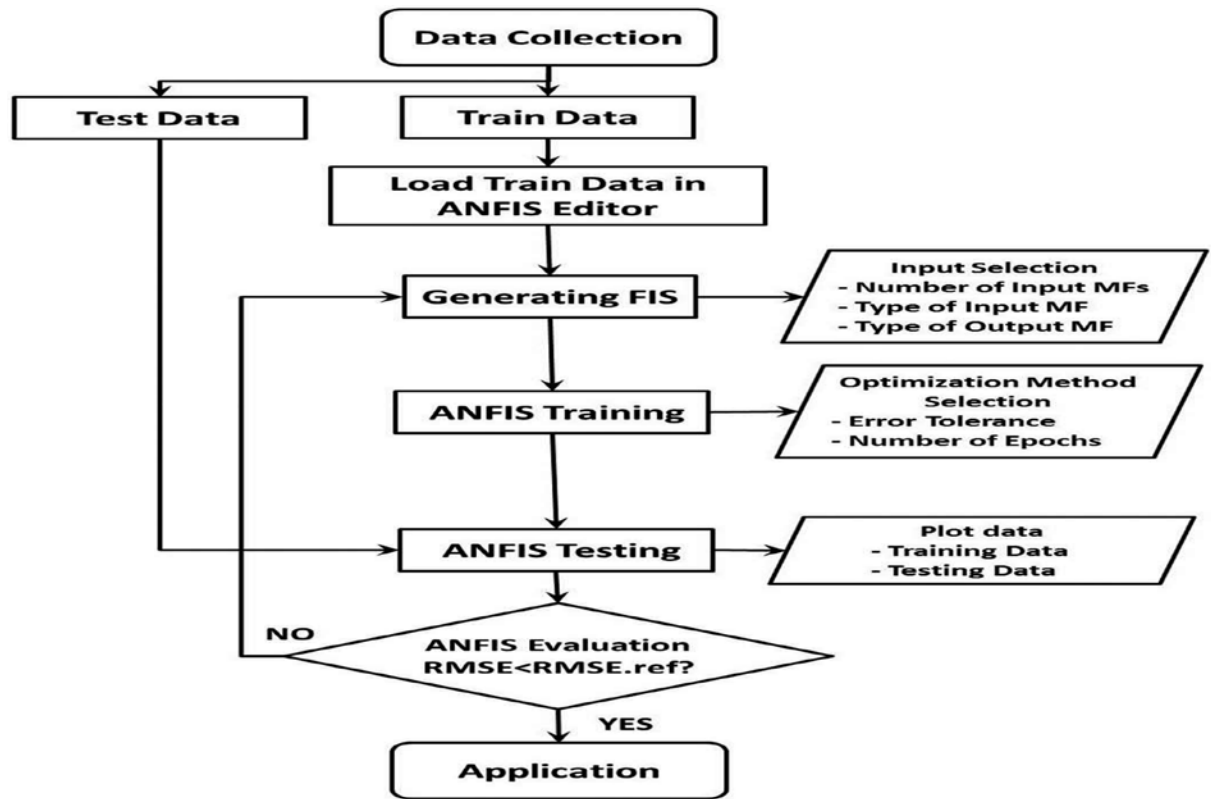 Data Collection
Test Data
Train Data
Load Train Data in
ANFIS Editor
Generating FIS
Input Selection
- Number of Input MFs
- Type of Input MF
- Type of Output MF
ANFIS Training
Optimization Method
Selection
- Error Tolerance
- Number of Epochs
ANFIS Testing
Plot data
- Training Data
- Testing Data
NO
ANFIS Evaluation
RMSE<RMSE.ref?
YES
Application